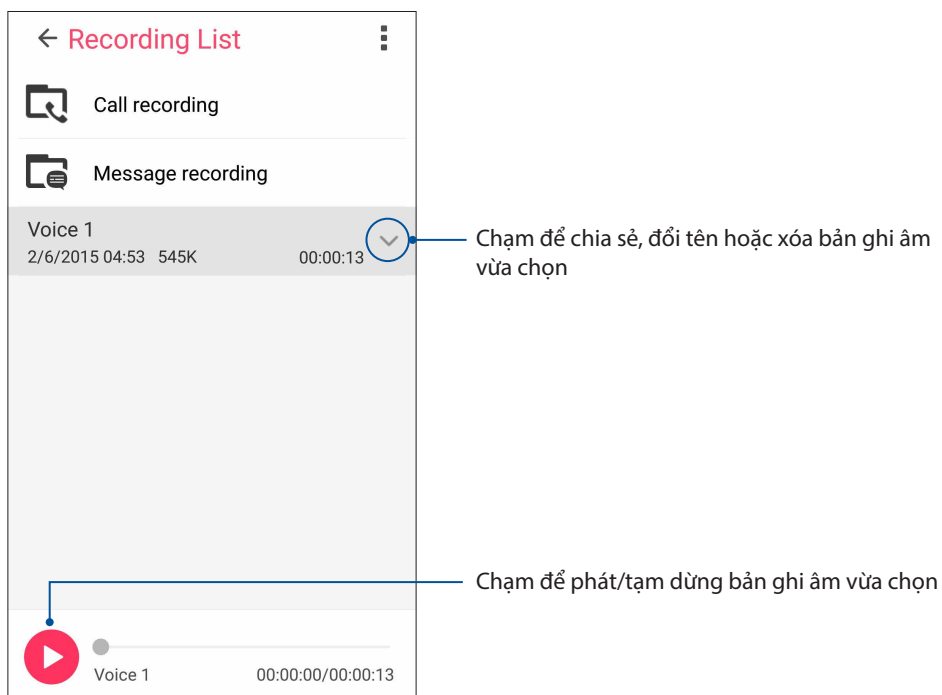 Recording List
Call recording
Message recording
Voice 1
2/6/2015 04:53 545K 00:00:13
Chạm để chia sẻ, đổi tên hoặc xóa bản ghi âm
vừa chọn
Chạm để phát/tạm dừng bản ghi âm vừa chọn
Voice 1 00:00:00/00:00:13